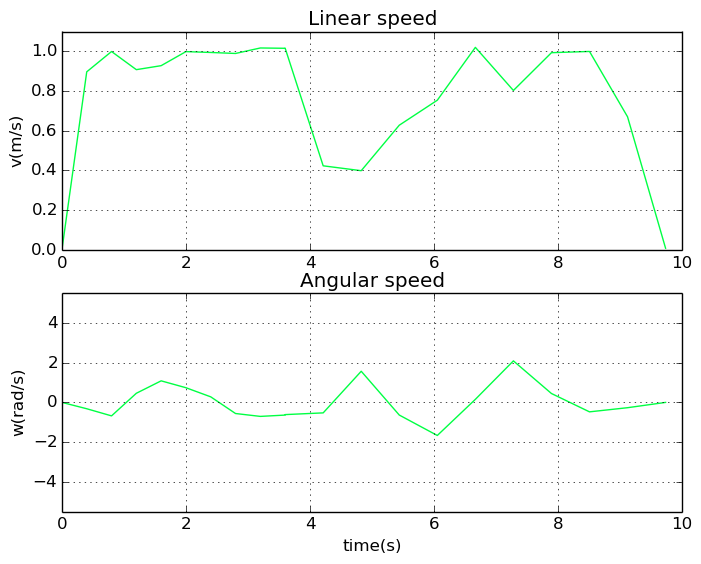 Linear speed
1.0
0.8
0.6
0.4
0.2
0.0
v(m/s)
0 2 4 6 8 10
Angular speed
4
2
0
−2
−4
w(rad/s)
0 2 4 6 8 10
time(s)